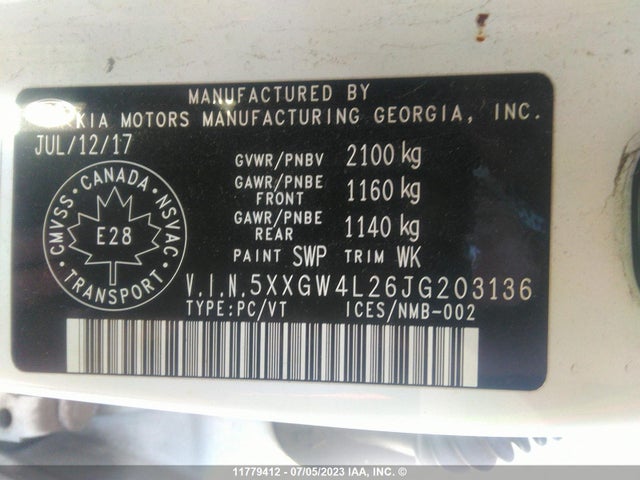 MANUFACTURED BY
KIA MOTORS MANUFACTURING GEORGIA, INC.
JUL/12/17
GVWR/PNBV 2100 kg
GAWR/PNBE FRONT 1160 kg
GAWR/PNBE REAR 1140 kg
PAINT SWP TRIM WK
CMVSS • CANADA • NSVAC
E28
• TRANSPORT •
V.I.N. 5XXGW4L26JG203136
TYPE:PC/VT ICES/NMB-002
11779412 - 07/05/2023 IAA, INC. ©